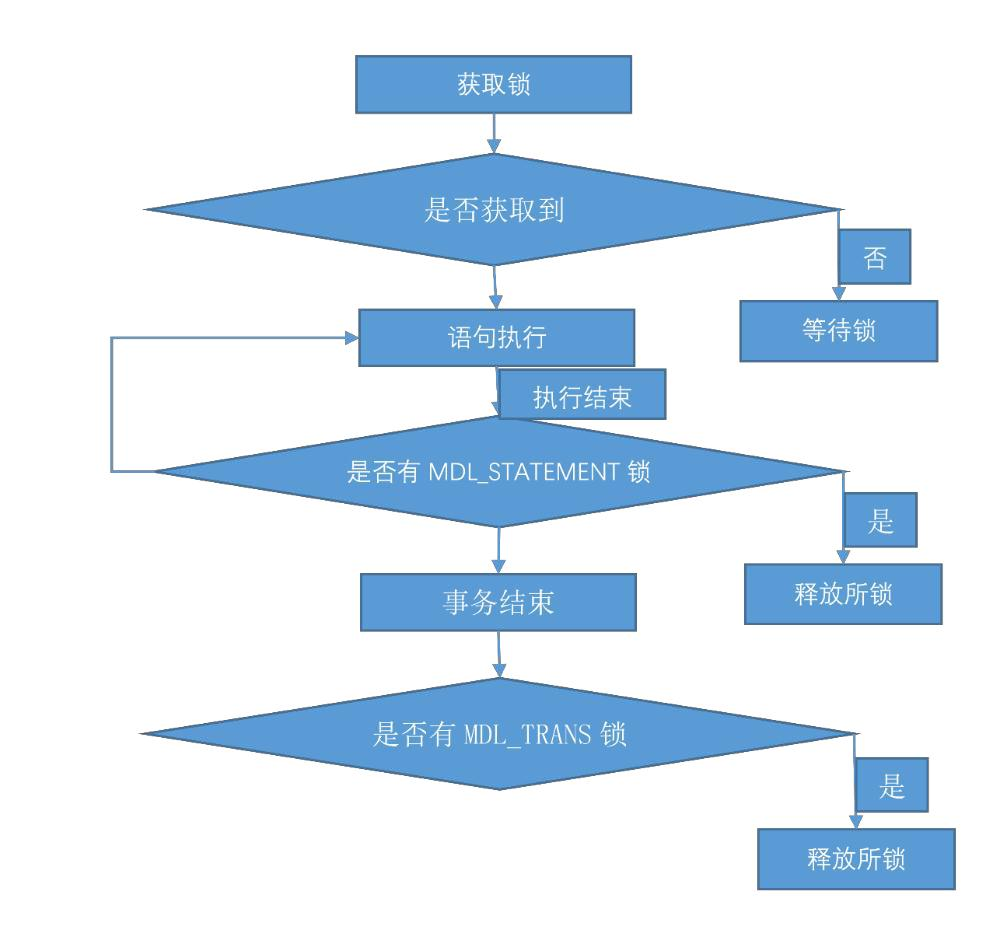 获取锁
是否获取到
否
等待锁
语句执行
执行结束
是否有 MDL_STATEMENT 锁
是
释放所锁
事务结束
是否有 MDL_TRANS 锁
是
释放所锁